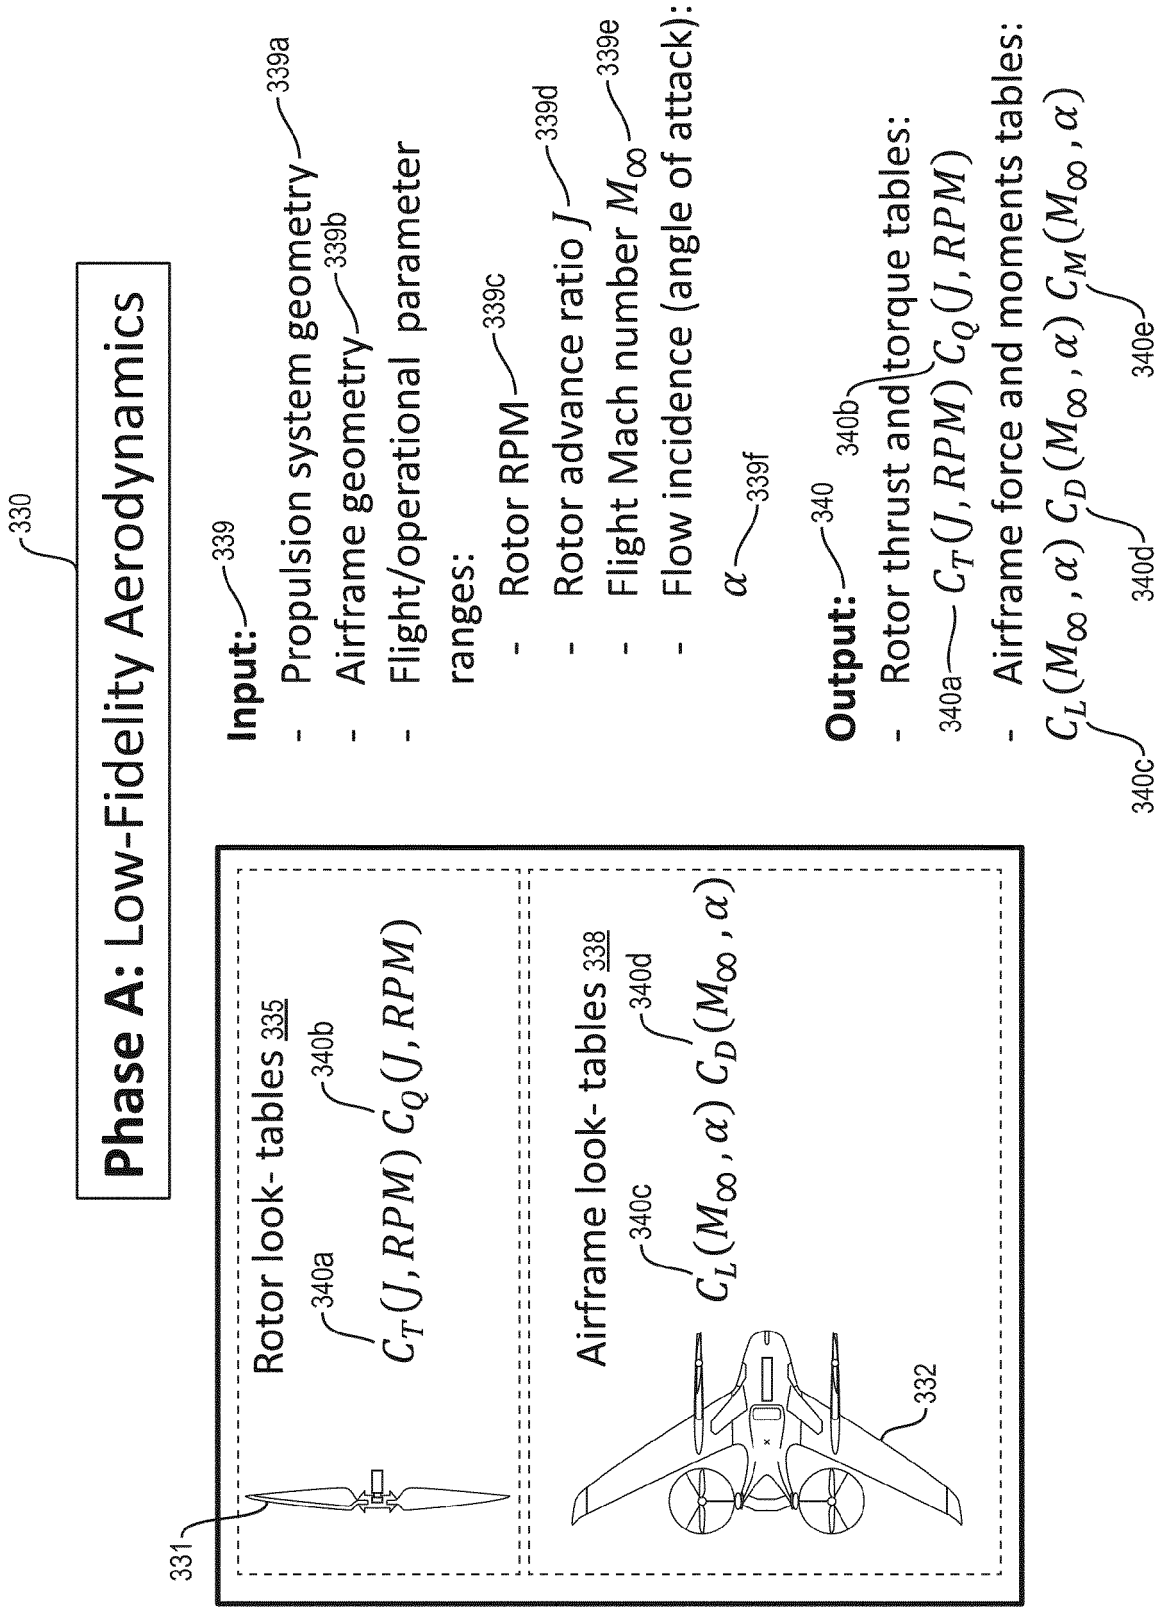 330
Phase A: Low-Fidelity Aerodynamics
331
Rotor look- tables 335
340a 340b
C_T(J, RPM) C_Q(J, RPM)
Airframe look- tables 338
340c 340d
C_L(M_∞, α) C_D(M_∞, α)
332
Input: 339
- Propulsion system geometry 339a
- Airframe geometry 339b
- Flight/operational parameter
ranges:
- Rotor RPM 339c
- Rotor advance ratio J 339d
- Flight Mach number M_∞ 339e
- Flow incidence (angle of attack):
α 339f
Output: 340
- Rotor thrust and torque tables:
340a C_T(J, RPM) 340b C_Q(J, RPM)
- Airframe force and moments tables:
C_L(M_∞, α) C_D(M_∞, α) C_M(M_∞, α)
340c 340d 340e